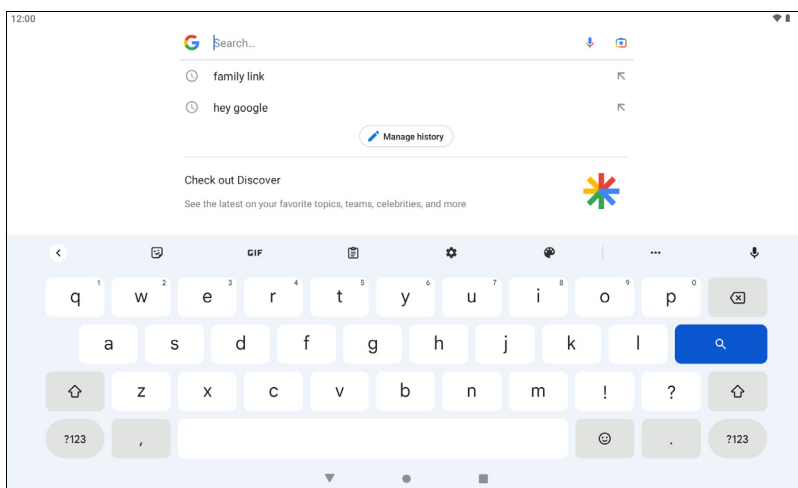 12:00
Search...
family link
hey google
Manage history
Check out Discover
See the latest on your favorite topics, teams, celebrities, and more
GIF
q 1 w 2 e 3 r 4 t 5 y 6 u 7 i 8 o 9 p 0
a s d f g h j k l
z x c v b n m ! ?
?123 , . ?123